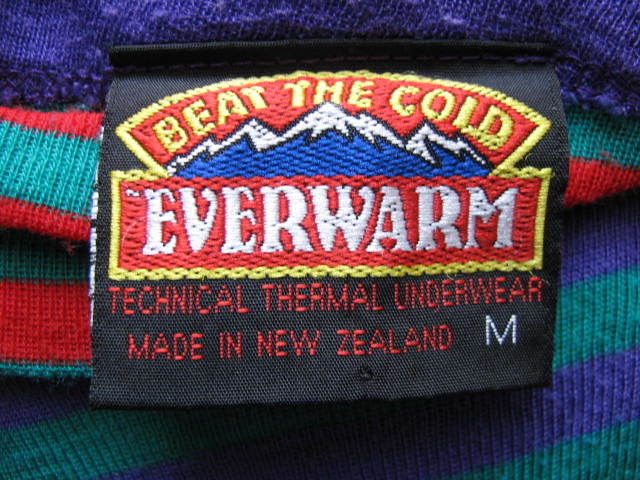 BEAT THE COLD
EVERWARM
TECHNICAL THERMAL UNDERWEAR
MADE IN NEW ZEALAND M